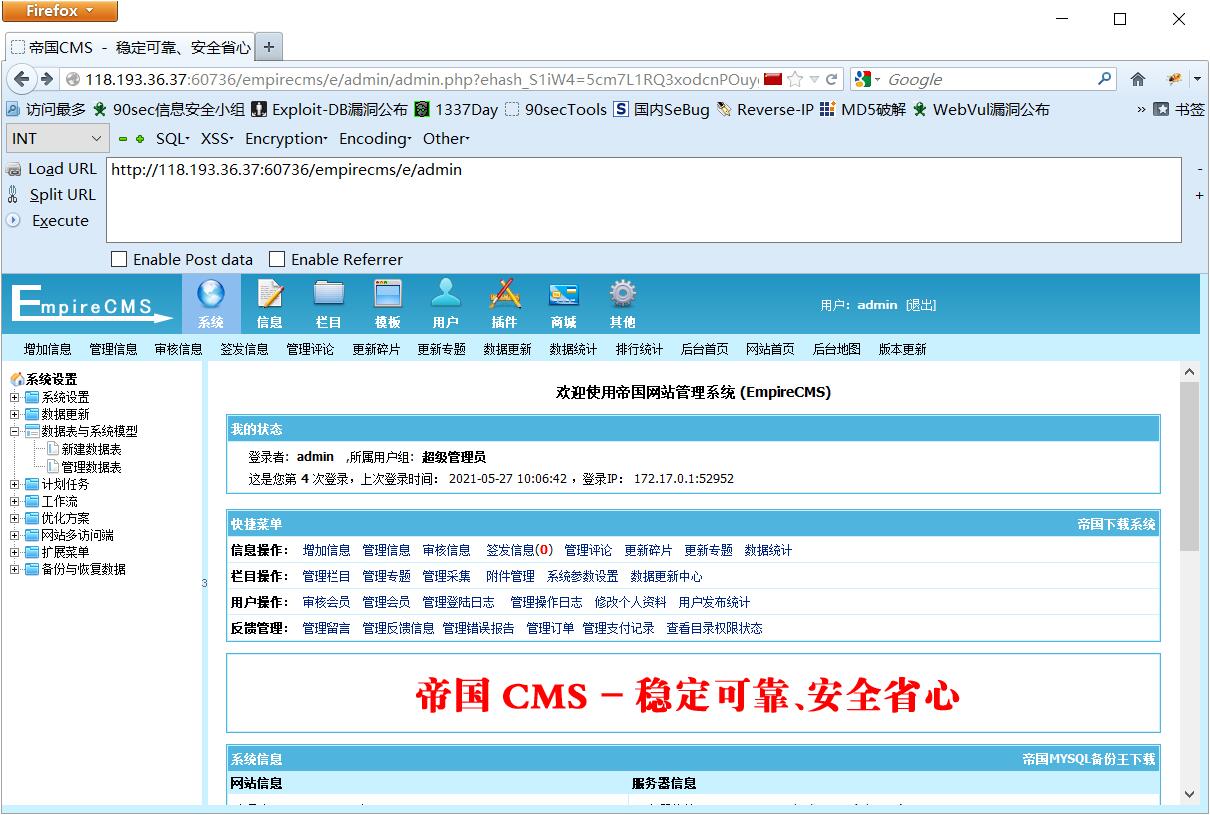 Firefox
帝国CMS - 稳定可靠、安全省心
118.193.36.37:60736/empirecms/e/admin/admin.php?ehash_S1iW4=5cm7L1RQ3xodcnPOuy
Google
访问最多 90sec信息安全小组 Exploit-DB漏洞公布 1337Day 90secTools 国内SeBug Reverse-IP MD5破解 WebVul漏洞公布 » 书签
INT SQL XSS Encryption Encoding Other
Load URL http://118.193.36.37:60736/empirecms/e/admin
Split URL
Execute
Enable Post data Enable Referrer
EmpireCMS
系统 信息 栏目 模板 用户 插件 商城 其他
用户：admin [退出]
增加信息 管理信息 审核信息 签发信息 管理评论 更新碎片 更新专题 数据更新 数据统计 排行统计 后台首页 网站首页 后台地图 版本更新
系统设置
系统设置
数据更新
数据表与系统模型
新建数据表
管理数据表
计划任务
工作流
优化方案
网站多访问端
扩展菜单
备份与恢复数据
3
欢迎使用帝国网站管理系统 (EmpireCMS)
我的状态
登录者: admin ,所属用户组: 超级管理员
这是您第 4 次登录，上次登录时间： 2021-05-27 10:06:42 ，登录IP： 172.17.0.1:52952
快捷菜单 帝国下载系统
信息操作： 增加信息 管理信息 审核信息 签发信息(0) 管理评论 更新碎片 更新专题 数据统计
栏目操作： 管理栏目 管理专题 管理采集 附件管理 系统参数设置 数据更新中心
用户操作： 审核会员 管理会员 管理登陆日志 管理操作日志 修改个人资料 用户发布统计
反馈管理： 管理留言 管理反馈信息 管理错误报告 管理订单 管理支付记录 查看目录权限状态
帝国 CMS - 稳定可靠、安全省心
系统信息 帝国MYSQL备份王下载
网站信息 服务器信息